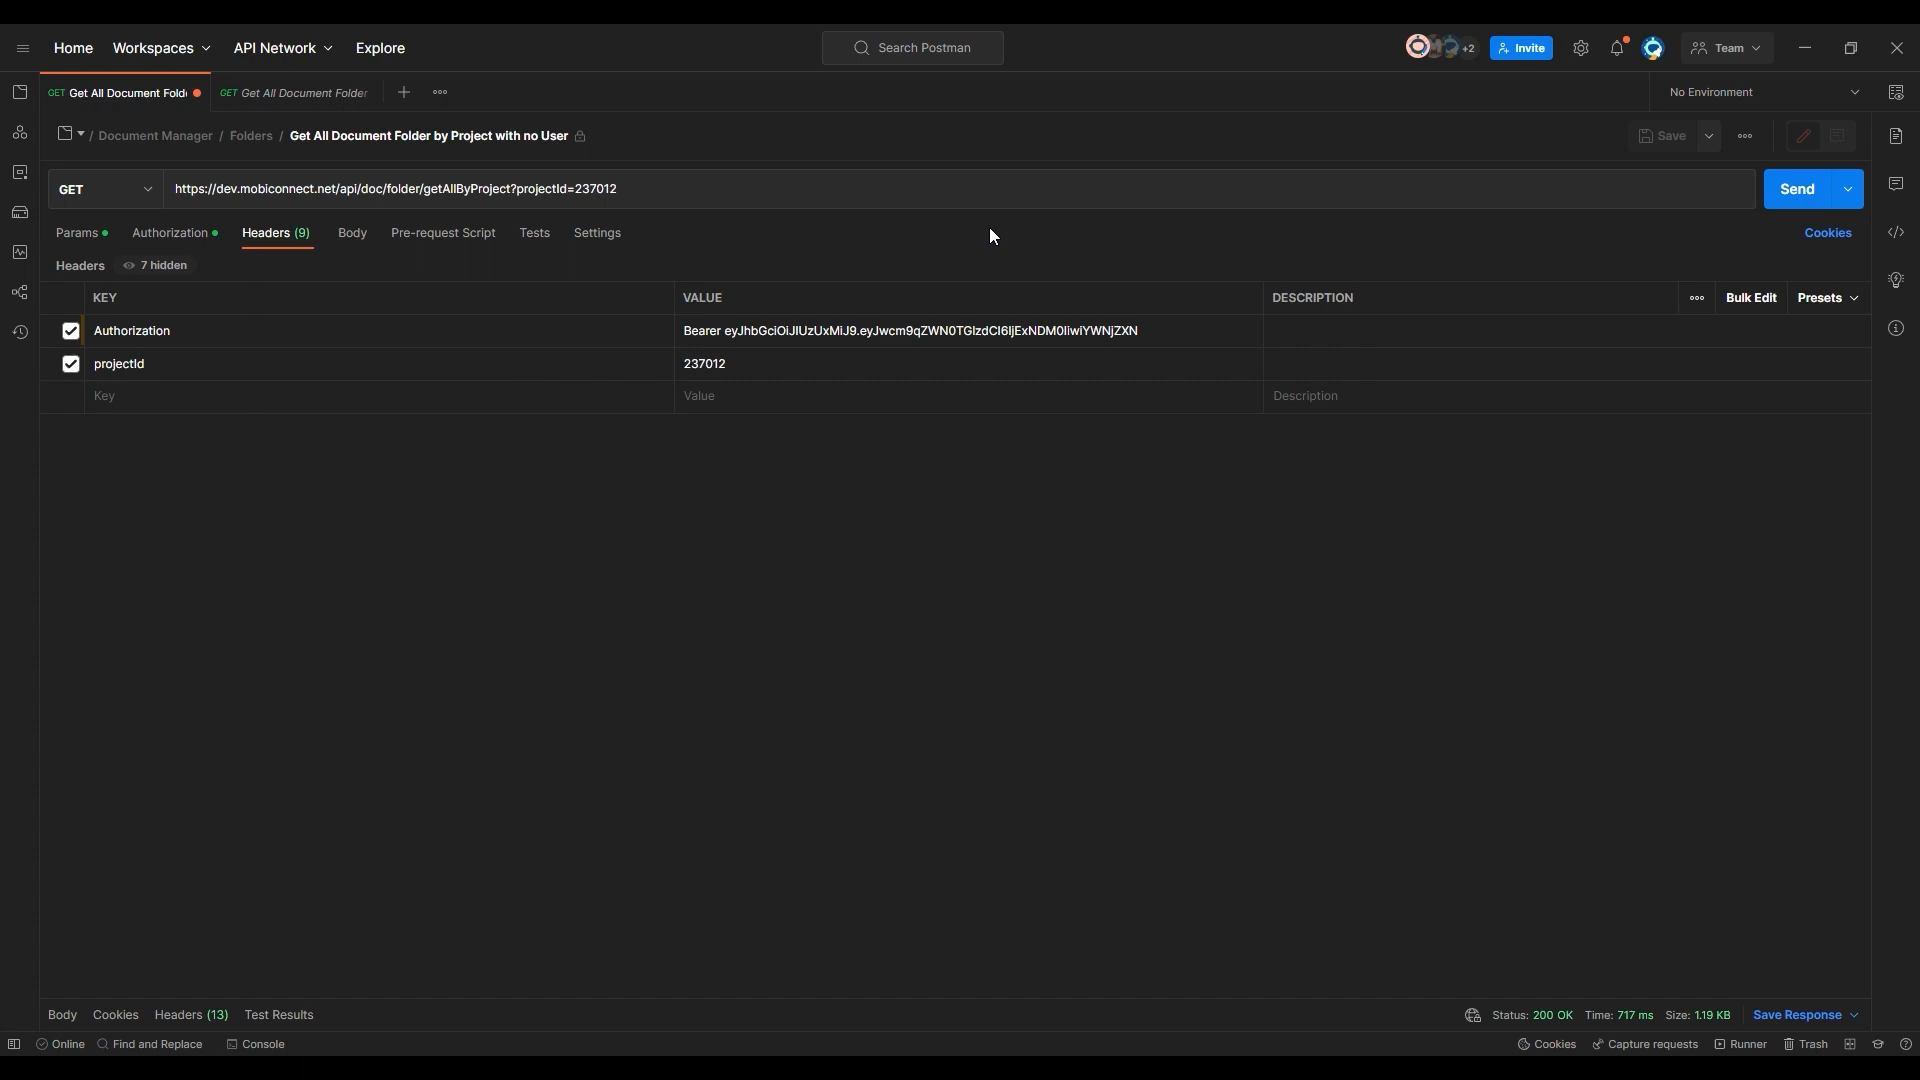 Home Workspaces API Network Explore Search Postman +2 Invite Team
GET Get All Document Fold GET Get All Document Folder No Environment
/ Document Manager / Folders / Get All Document Folder by Project with no User Save
GET https://dev.mobiconnect.net/api/doc/folder/getAllByProject?projectId=237012 Send
Params Authorization Headers (9) Body Pre-request Script Tests Settings Cookies
Headers 7 hidden
KEY VALUE DESCRIPTION Bulk Edit Presets
Authorization Bearer eyJhbGciOiJIUzUxMiJ9.eyJwcm9qZWN0TGlzdCI6IjExNDM0IiwiYWNjZXN
projectId 237012
Key Value Description
Body Cookies Headers (13) Test Results Status: 200 OK Time: 717 ms Size: 1.19 KB Save Response
Online Find and Replace Console Cookies Capture requests Runner Trash